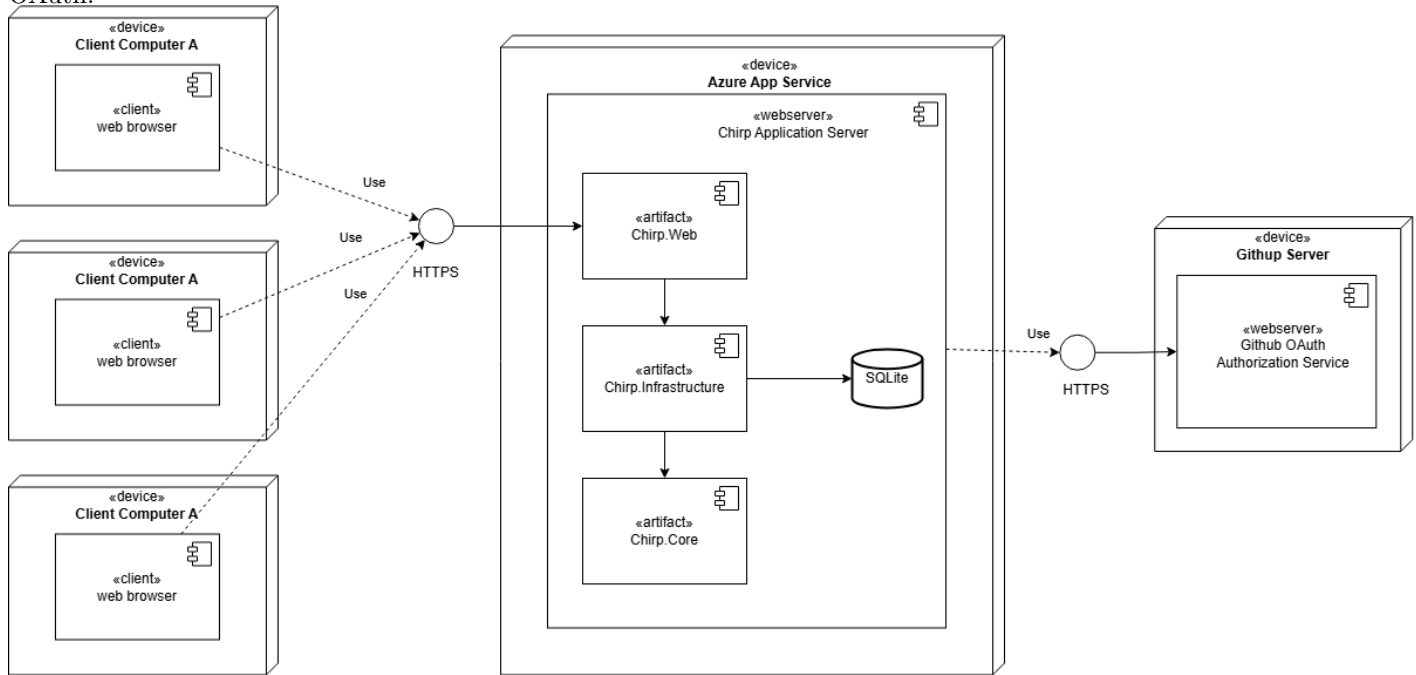 OAuth.
«device»
Client Computer A
«client»
web browser
Use
«device»
Client Computer A
«client»
web browser
Use
«device»
Client Computer A
«client»
web browser
Use
HTTPS
«device»
Azure App Service
«webserver»
Chirp Application Server
«artifact»
Chirp.Web
«artifact»
Chirp.Infrastructure
SQLite
«artifact»
Chirp.Core
Use
HTTPS
«device»
Githup Server
«webserver»
Github OAuth
Authorization Service